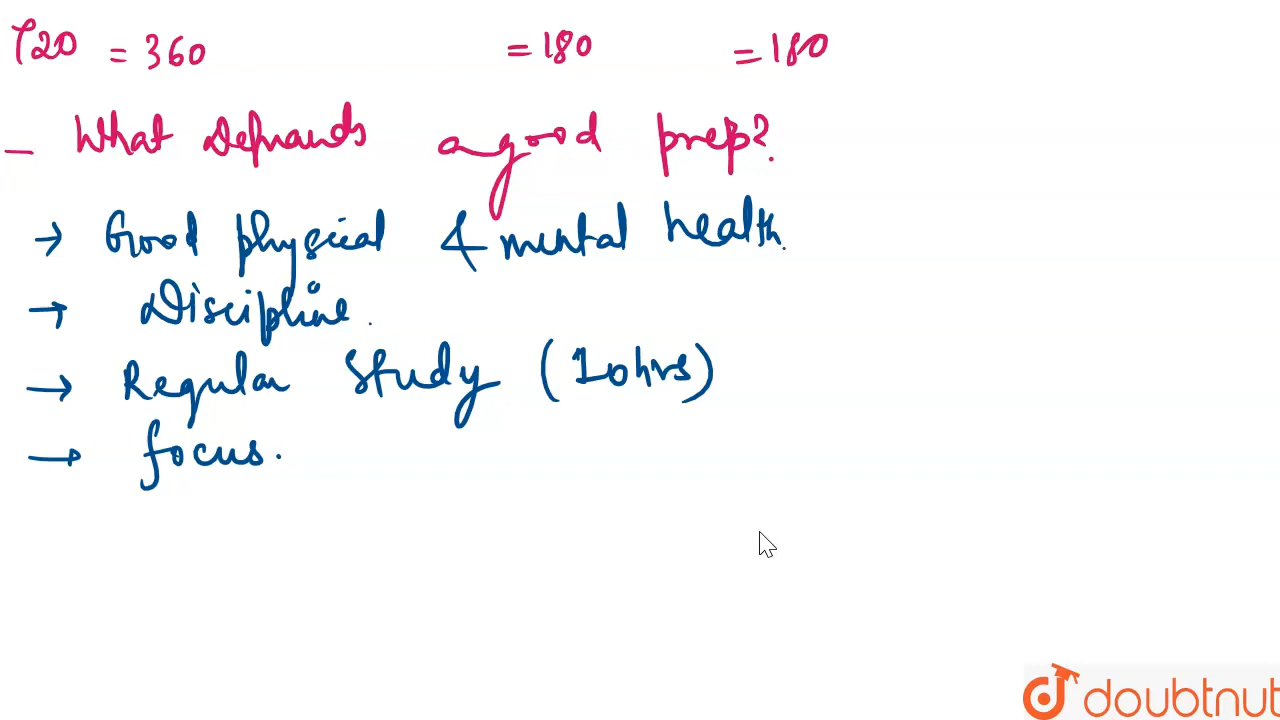 720 = 360 = 180 = 180
- What Demands a good prep?
→ Good physical & mental health.
→ Discipline.
→ Regular Study (10hrs)
→ focus.
doubtnut